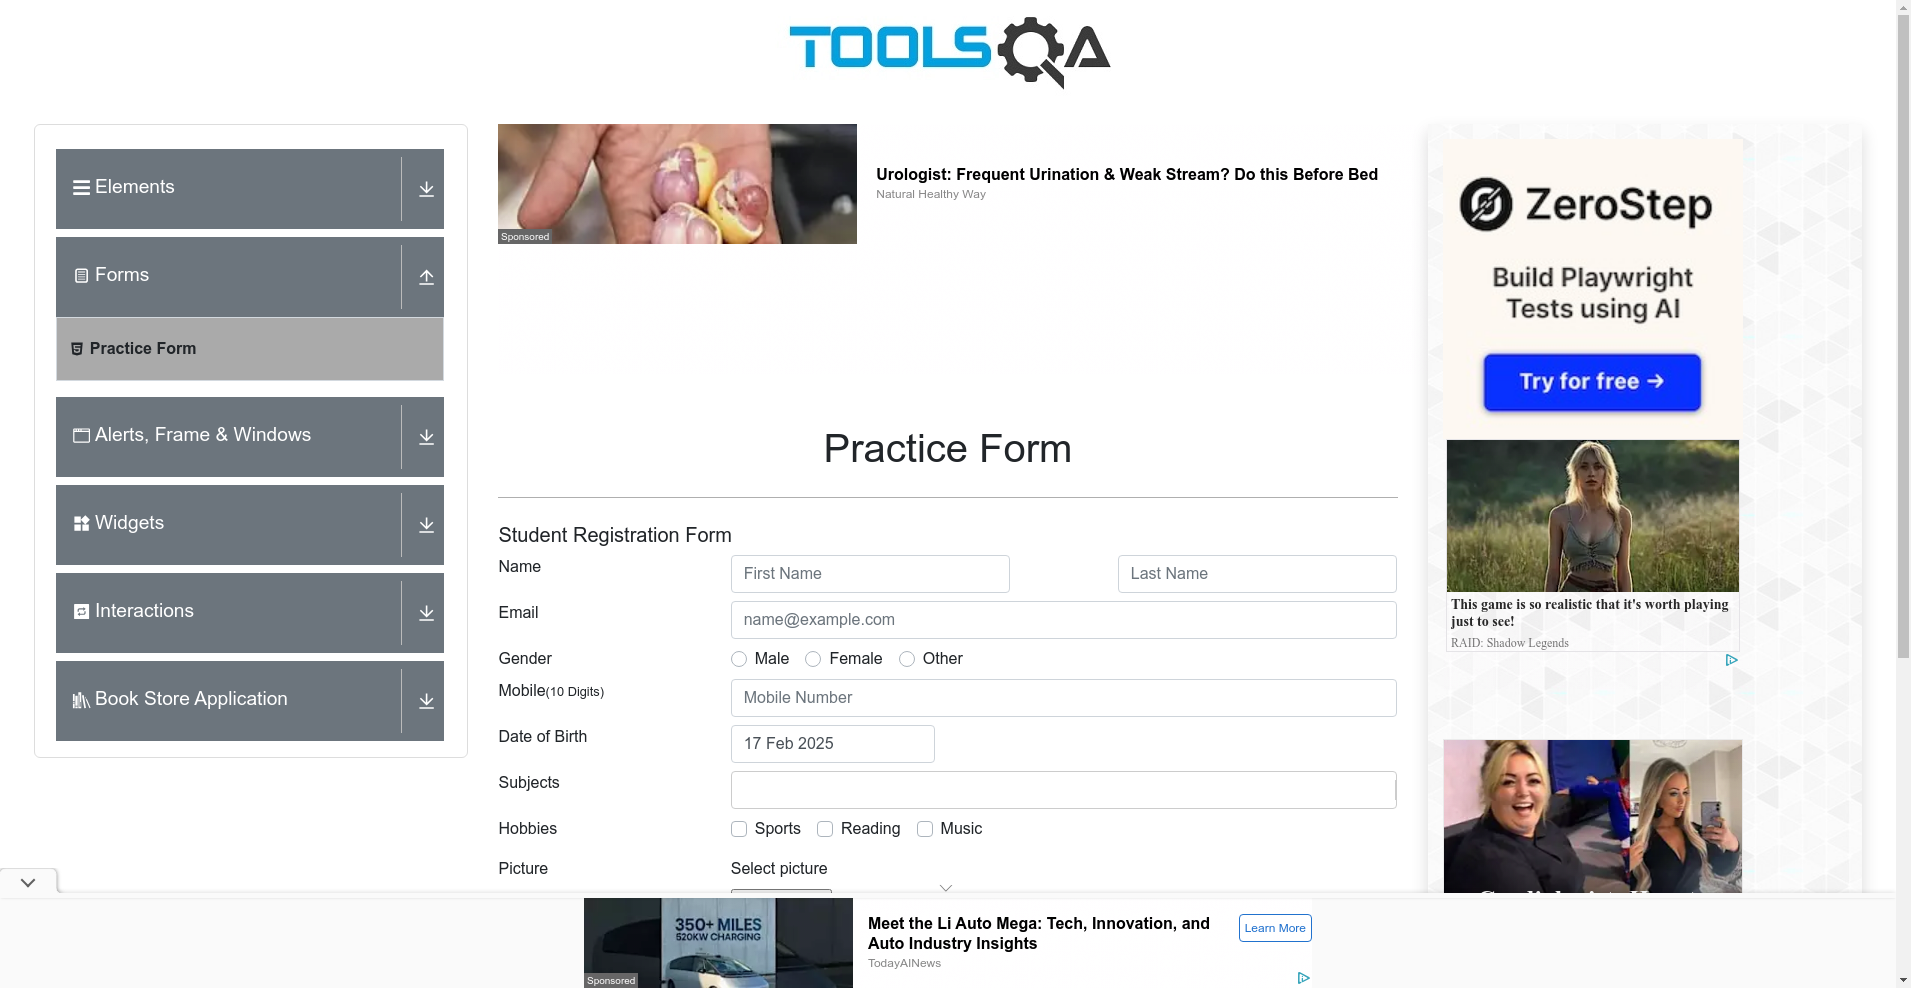 TOOLSQA
Elements
Forms
Practice Form
Alerts, Frame & Windows
Widgets
Interactions
Book Store Application
Sponsored
Urologist: Frequent Urination & Weak Stream? Do this Before Bed
Natural Healthy Way
Practice Form
Student Registration Form
Name
First Name
Last Name
Email
name@example.com
Gender
Male
Female
Other
Mobile(10 Digits)
Mobile Number
Date of Birth
17 Feb 2025
Subjects
Hobbies
Sports
Reading
Music
Picture
Select picture
ZeroStep
Build Playwright
Tests using AI
Try for free →
This game is so realistic that it's worth playing
just to see!
RAID: Shadow Legends
350+ MILES
520KW CHARGING
Sponsored
Meet the Li Auto Mega: Tech, Innovation, and
Auto Industry Insights
TodayAINews
Learn More